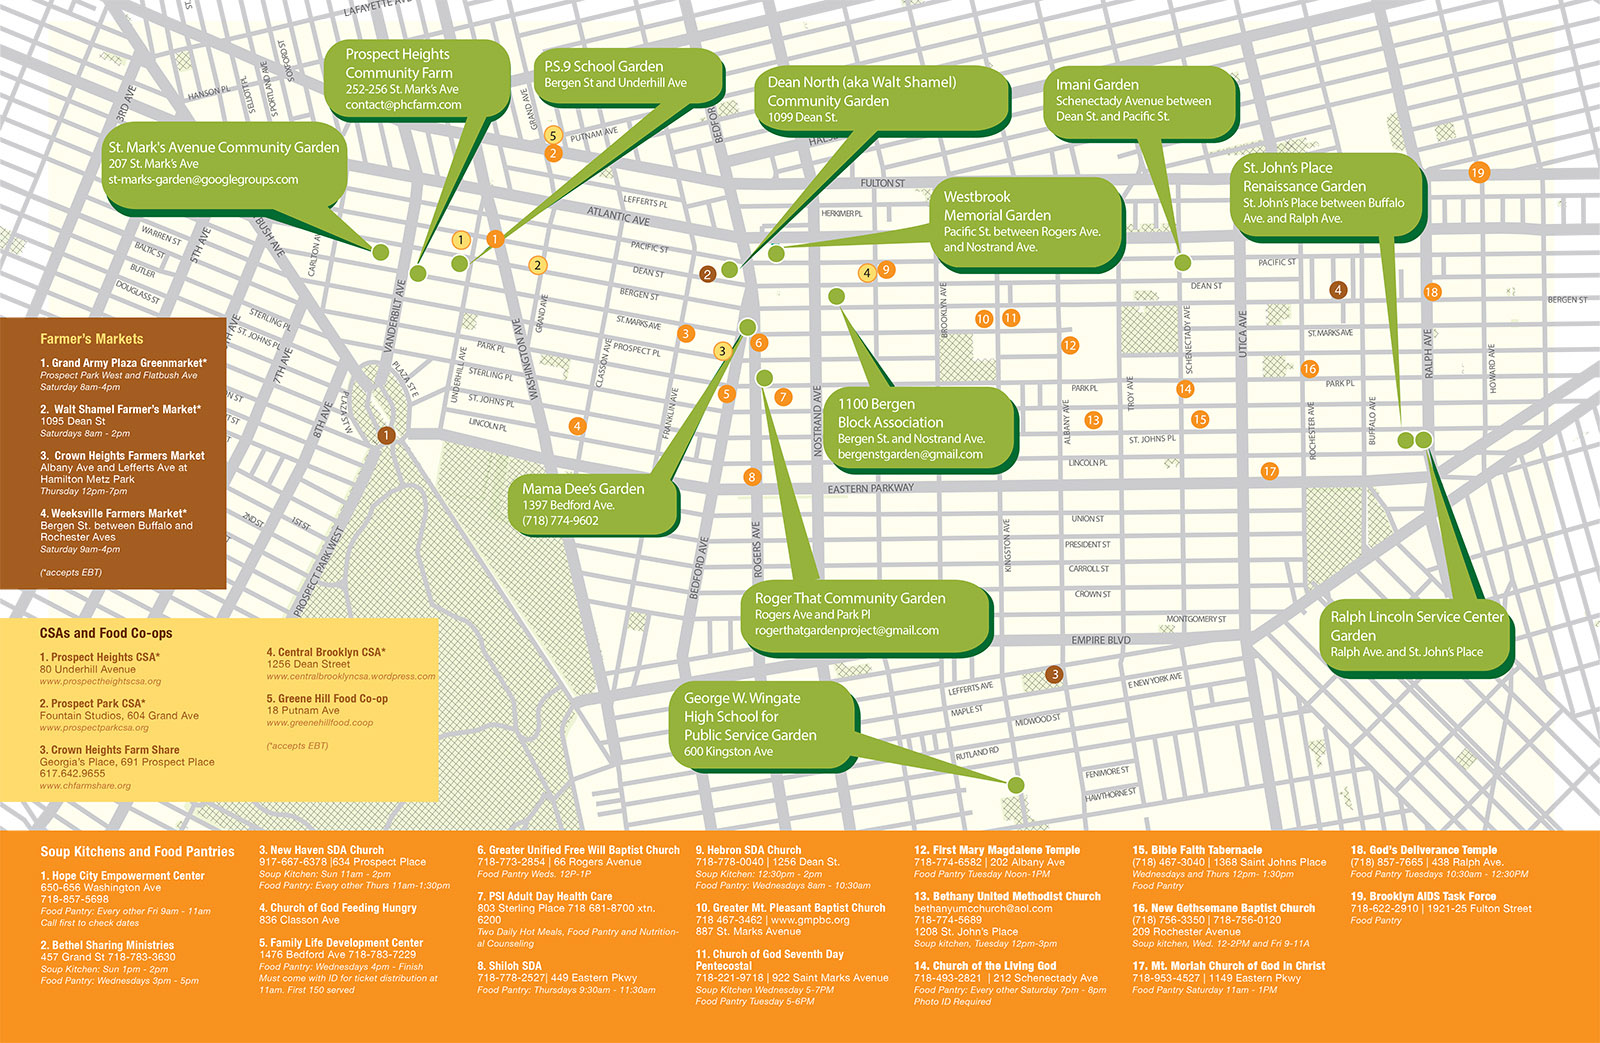 LAFAYETTE AVE
3RD AVE
HANSON PL
S ELLIOTT PL
S PORTLAND AVE
S OXFORD ST
GRAND AVE
PUTNAM AVE
BEDFORD
FULTON ST
HERKIMER PL
LEFFERTS PL
ATLANTIC AVE
PACIFIC ST
DEAN ST
BERGEN ST
ST.MARKS AVE
PROSPECT PL
WARREN ST
BALTIC ST
BUTLER
DOUGLASS ST
5TH AVE
CARLTON AV
STERLING PL
ST. JOHNS PL
7TH AVE
8TH AVE
PLAZA ST W
PLAZA ST E
VANDERBILT AVE
UNDERHILL AVE
WASHINGTON AVE
GRAND AVE
CLASSON AVE
FRANKLIN AVE
PARK PL
STERLING PL
ST. JOHNS PL
LINCOLN PL
NOSTRAND AVE
BROOKLYN AVE
PACIFIC ST
DEAN ST
BERGEN ST
ST.MARKS AVE
PARK PL
SCHENECTADY AVE
UTICA AVE
RALPH AVE
HOWARD AVE
BUFFALO AVE
ROCHESTER AVE
PARK PL
TROY AVE
ALBANY AVE
ST. JOHNS PL
LINCOLN PL
EASTERN PARKWAY
UNION ST
PRESIDENT ST
CARROLL ST
CROWN ST
MONTGOMERY ST
EMPIRE BLVD
KINGSTON AVE
ROGERS AVE
BEDFORD AVE
PROSPECT PARK WEST
2ND ST
1ST ST
LEFFERTS AVE
MAPLE ST
MIDWOOD ST
E NEW YORK AVE
RUTLAND RD
FENIMORE ST
HAWTHORNE ST
Prospect Heights
Community Farm
252-256 St. Mark's Ave
contact@phcfarm.com
P.S.9 School Garden
Bergen St and Underhill Ave
Dean North (aka Walt Shamel)
Community Garden
1099 Dean St.
Imani Garden
Schenectady Avenue between
Dean St. and Pacific St.
St. Mark's Avenue Community Garden
207 St. Mark's Ave
st-marks-garden@googlegroups.com
Westbrook
Memorial Garden
Pacific St. between Rogers Ave.
and Nostrand Ave.
St. John's Place
Renaissance Garden
St. John's Place between Buffalo
Ave. and Ralph Ave.
1100 Bergen
Block Association
Bergen St. and Nostrand Ave.
bergenstgarden@gmail.com
Mama Dee's Garden
1397 Bedford Ave.
(718) 774-9602
Roger That Community Garden
Rogers Ave and Park Pl
rogerthatgardenproject@gmail.com
Ralph Lincoln Service Center
Garden
Ralph Ave. and St. John's Place
George W. Wingate
High School for
Public Service Garden
600 Kingston Ave
5
2
1
1
2
2
4
9
4
18
19
3
3
6
10
11
12
16
5
7
14
13
15
4
1
8
17
3
Farmer's Markets
1. Grand Army Plaza Greenmarket*
Prospect Park West and Flatbush Ave
Saturday 8am-4pm
2. Walt Shamel Farmer's Market*
1095 Dean St
Saturdays 8am - 2pm
3. Crown Heights Farmers Market
Albany Ave and Lefferts Ave at
Hamilton Metz Park
Thursday 12pm-7pm
4. Weeksville Farmers Market*
Bergen St. between Buffalo and
Rochester Aves
Saturday 9am-4pm
(*accepts EBT)
CSAs and Food Co-ops
1. Prospect Heights CSA*
80 Underhill Avenue
www.prospectheightscsa.org
2. Prospect Park CSA*
Fountain Studios, 604 Grand Ave
www.prospectparkcsa.org
3. Crown Heights Farm Share
Georgia's Place, 691 Prospect Place
617.642.9655
www.chfarmshare.org
4. Central Brooklyn CSA*
1256 Dean Street
www.centralbrooklyncsa.wordpress.com
5. Greene Hill Food Co-op
18 Putnam Ave
www.greenehillfood.coop
(*accepts EBT)
Soup Kitchens and Food Pantries
1. Hope City Empowerment Center
650-656 Washington Ave
718-857-5698
Food Pantry: Every other Fri 9am - 11am
Call first to check dates
2. Bethel Sharing Ministries
457 Grand St 718-783-3630
Soup Kitchen: Sun 1pm - 2pm
Food Pantry: Wednesdays 3pm - 5pm
3. New Haven SDA Church
917-667-6378 |634 Prospect Place
Soup Kitchen: Sun 11am - 2pm
Food Pantry: Every other Thurs 11am-1:30pm
4. Church of God Feeding Hungry
836 Classon Ave
5. Family Life Development Center
1476 Bedford Ave 718-783-7229
Food Pantry: Wednesdays 4pm - Finish
Must come with ID for ticket distribution at
11am. First 150 served
6. Greater Unified Free Will Baptist Church
718-773-2654 | 66 Rogers Avenue
Food Pantry Weds. 12P-1P
7. PSI Adult Day Health Care
803 Sterling Place 718 681-8700 xtn.
6200
Two Daily Hot Meals, Food Pantry and Nutrition-
al Counseling
8. Shiloh SDA
718-778-2527| 449 Eastern Pkwy
Food Pantry: Thursdays 9:30am - 11:30am
9. Hebron SDA Church
718-778-0040 | 1256 Dean St.
Soup Kitchen: 12:30pm - 2pm
Food Pantry: Wednesdays 8am - 10:30am
10. Greater Mt. Pleasant Baptist Church
718 467-3462 | www.gmpbc.org
887 St. Marks Avenue
11. Church of God Seventh Day
Pentecostal
718-221-9718 | 922 Saint Marks Avenue
Soup Kitchen Wednesday 5-7PM
Food Pantry Tuesday 5-6PM
12. First Mary Magdalene Temple
718-774-6582 | 202 Albany Ave
Food Pantry Tuesday Noon-1PM
13. Bethany United Methodist Church
bethanyumcchurch@aol.com
718-774-5689
1208 St. John's Place
Soup kitchen, Tuesday 12pm-3pm
14. Church of the Living God
718-493-2821 | 212 Schenectady Ave
Food Pantry: Every other Saturday 7pm - 8pm
Photo ID Required
15. Bible Faith Tabernacle
(718) 467-3040 | 1368 Saint Johns Place
Wednesdays and Thurs 12pm- 1:30pm
Food Pantry
16. New Gethsemane Baptist Church
(718) 756-3350 | 718-756-0120
209 Rochester Avenue
Soup kitchen, Wed. 12-2PM and Fri 9-11A
17. Mt. Moriah Church of God in Christ
718-953-4527 | 1149 Eastern Pkwy
Food Pantry Saturday 11am - 1PM
18. God's Deliverance Temple
(718) 857-7665 | 438 Ralph Ave.
Food Pantry Tuesdays 10:30am - 12:30PM
19. Brooklyn AIDS Task Force
718-622-2910 | 1921-25 Fulton Street
Food Pantry